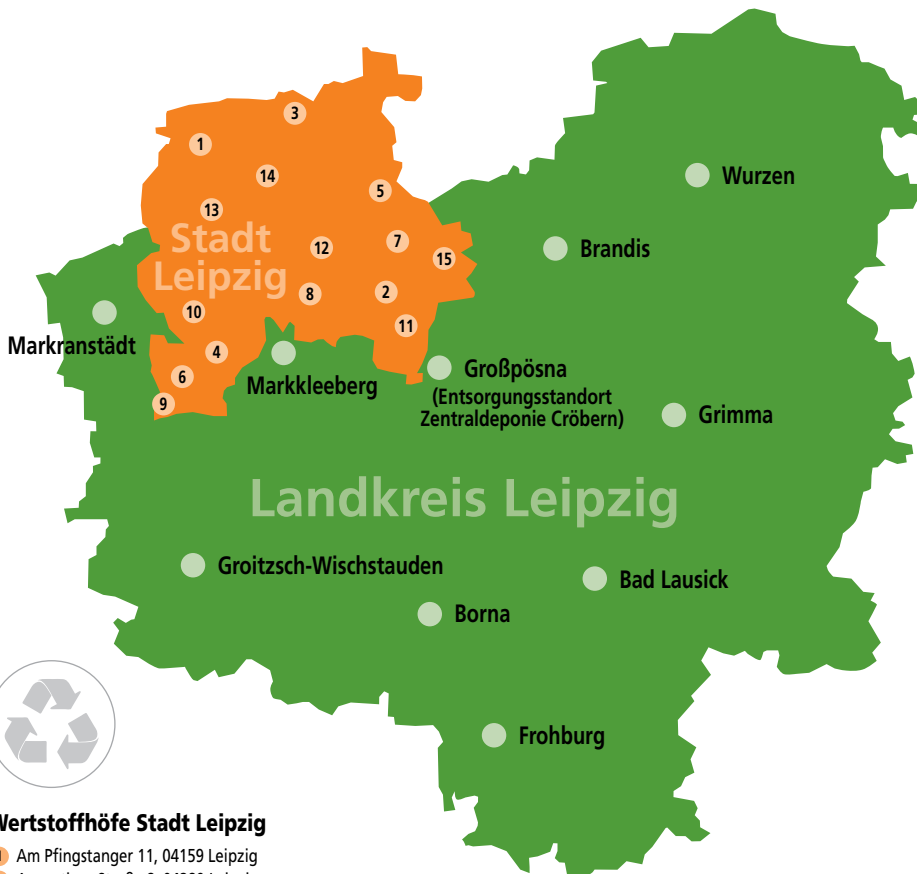 3
1
14
5
Wurzen
13
Stadt
Leipzig
12
7
15
Brandis
8
2
10
11
Markranstädt
4
Markkleeberg
6
9
Großpösna
(Entsorgungsstandort
Zentraldeponie Cröbern)
Grimma
Landkreis Leipzig
Groitzsch-Wischstauden
Bad Lausick
Borna
Frohburg
Wertstoffhöfe Stadt Leipzig
1 Am Pfingstanger 11, 04159 Leipzig